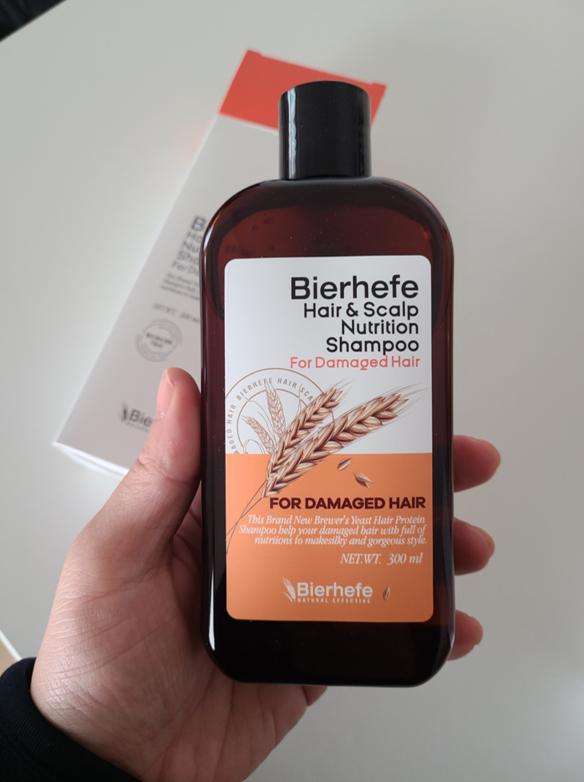 Bierhefe
Hair & Scalp
Nutrition
Shampoo
For Damaged Hair
BIERHEFE HAIR
FOR DAMAGED HAIR
This Brand New Brewer's Yeast Hair Protein
Shampoo help your damaged hair with full of
nutritions to makesilky and gorgeous style.
NET.WT. 300 ml
Bierhefe
NATURAL EFFECTIVE